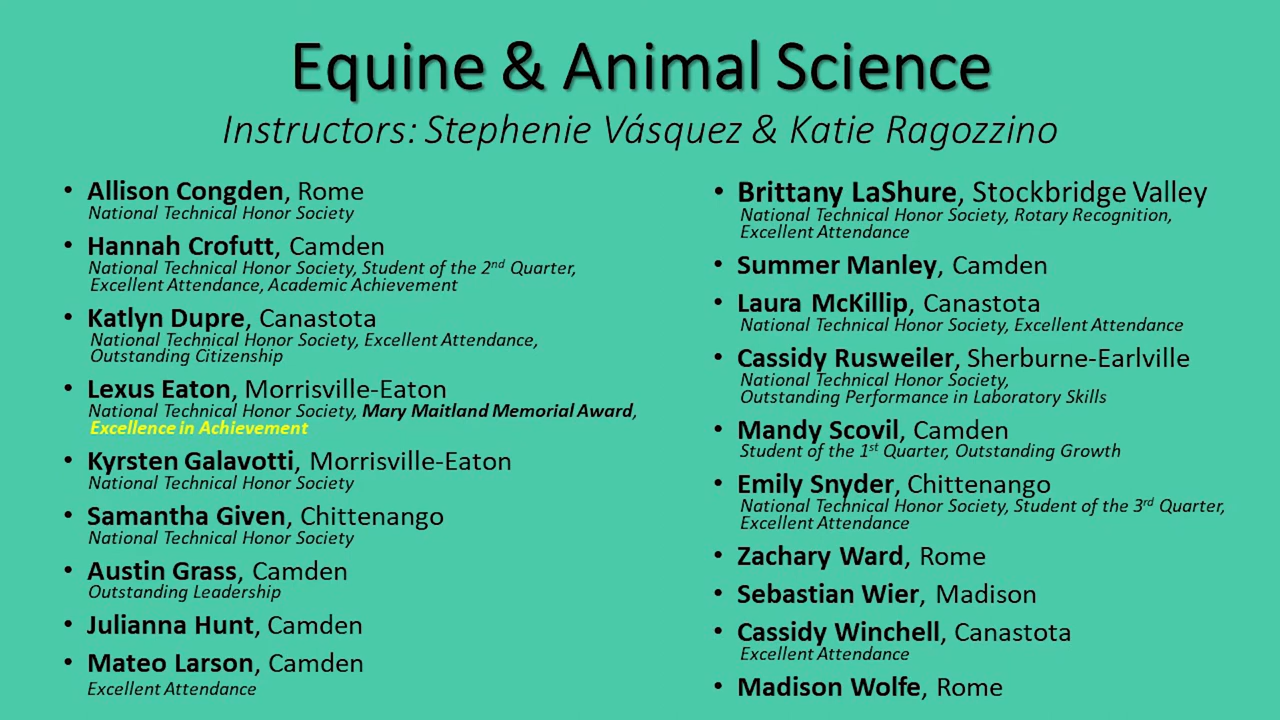 Equine & Animal Science
Instructors: Stephenie Vásquez & Katie Ragozzino
• Allison Congden, Rome
National Technical Honor Society
• Hannah Crofutt, Camden
National Technical Honor Society, Student of the 2nd Quarter,
Excellent Attendance, Academic Achievement
• Katlyn Dupre, Canastota
National Technical Honor Society, Excellent Attendance,
Outstanding Citizenship
• Lexus Eaton, Morrisville-Eaton
National Technical Honor Society, Mary Maitland Memorial Award,
Excellence in Achievement
• Kyrsten Galavotti, Morrisville-Eaton
National Technical Honor Society
• Samantha Given, Chittenango
National Technical Honor Society
• Austin Grass, Camden
Outstanding Leadership
• Julianna Hunt, Camden
• Mateo Larson, Camden
Excellent Attendance
• Brittany LaShure, Stockbridge Valley
National Technical Honor Society, Rotary Recognition,
Excellent Attendance
• Summer Manley, Camden
• Laura McKillip, Canastota
National Technical Honor Society, Excellent Attendance
• Cassidy Rusweiler, Sherburne-Earlville
National Technical Honor Society,
Outstanding Performance in Laboratory Skills
• Mandy Scovil, Camden
Student of the 1st Quarter, Outstanding Growth
• Emily Snyder, Chittenango
National Technical Honor Society, Student of the 3rd Quarter,
Excellent Attendance
• Zachary Ward, Rome
• Sebastian Wier, Madison
• Cassidy Winchell, Canastota
Excellent Attendance
• Madison Wolfe, Rome